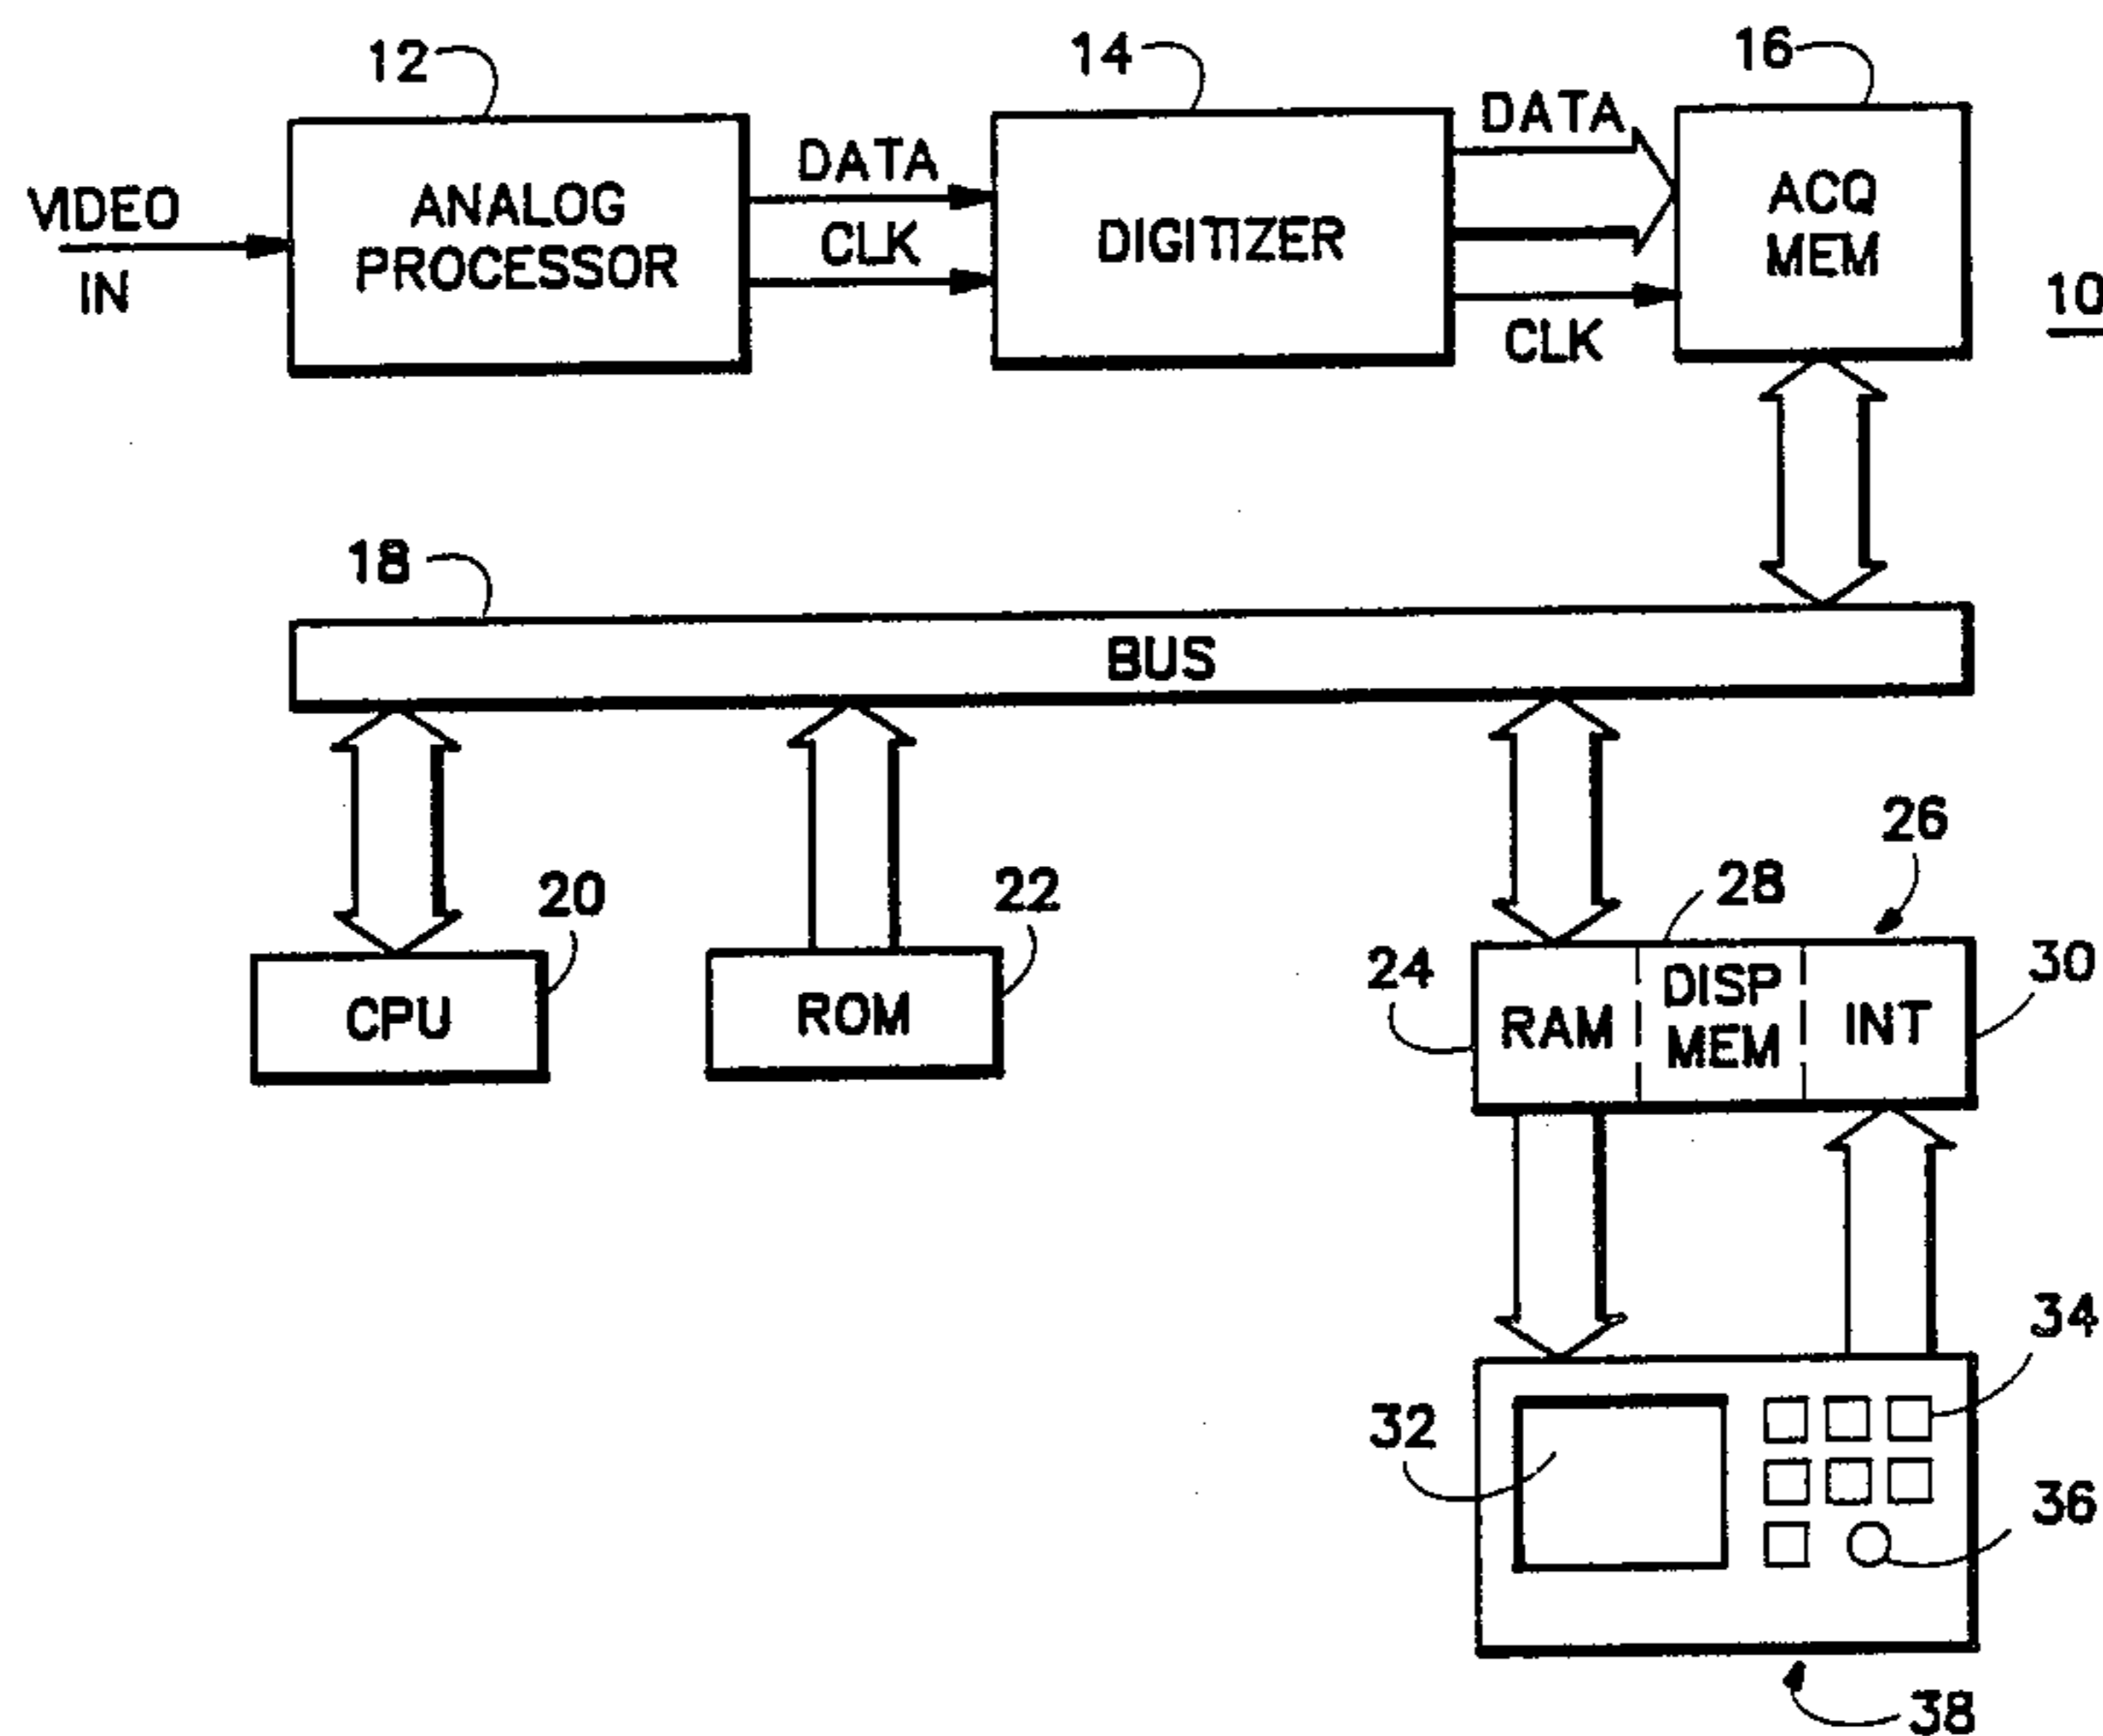 12
14
16
VIDEO
IN
ANALOG
PROCESSOR
DATA
CLK
DIGITIZER
DATA
CLK
ACQ
MEM
10
18
BUS
20
CPU
22
ROM
26
28
24
RAM
DISP
MEM
INT
30
32
34
36
38